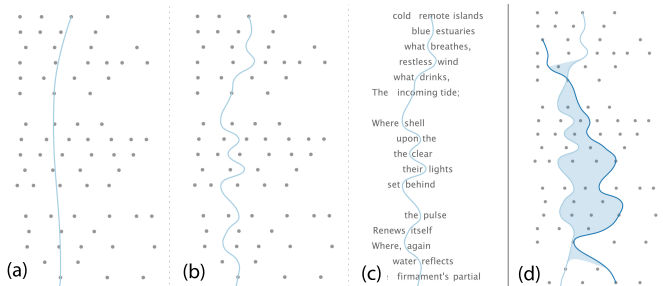 cold remote islands
blue estuaries
what breathes,
restless wind
what drinks,
The incoming tide;
Where shell
upon the
the clear
their lights
set behind
the pulse
Renews itself
Where, again
water reflects
firmament's partial
(a)
(b)
(c)
(d)